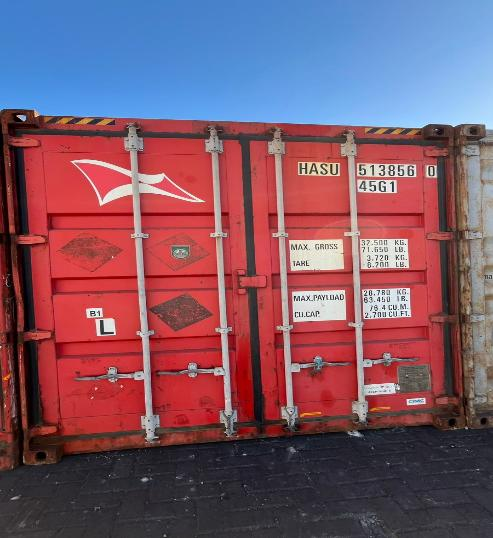 HASU 513856 0
45G1
MAX. GROSS 32.500 KG.
71.650 LB.
TARE 3.720 KG.
8.200 LB.
MAX.PAYLOAD 28.780 KG.
63.450 LB.
CU.CAP. 76.4 CU.M.
2.700 CU.FT.
B1
L
CIMC